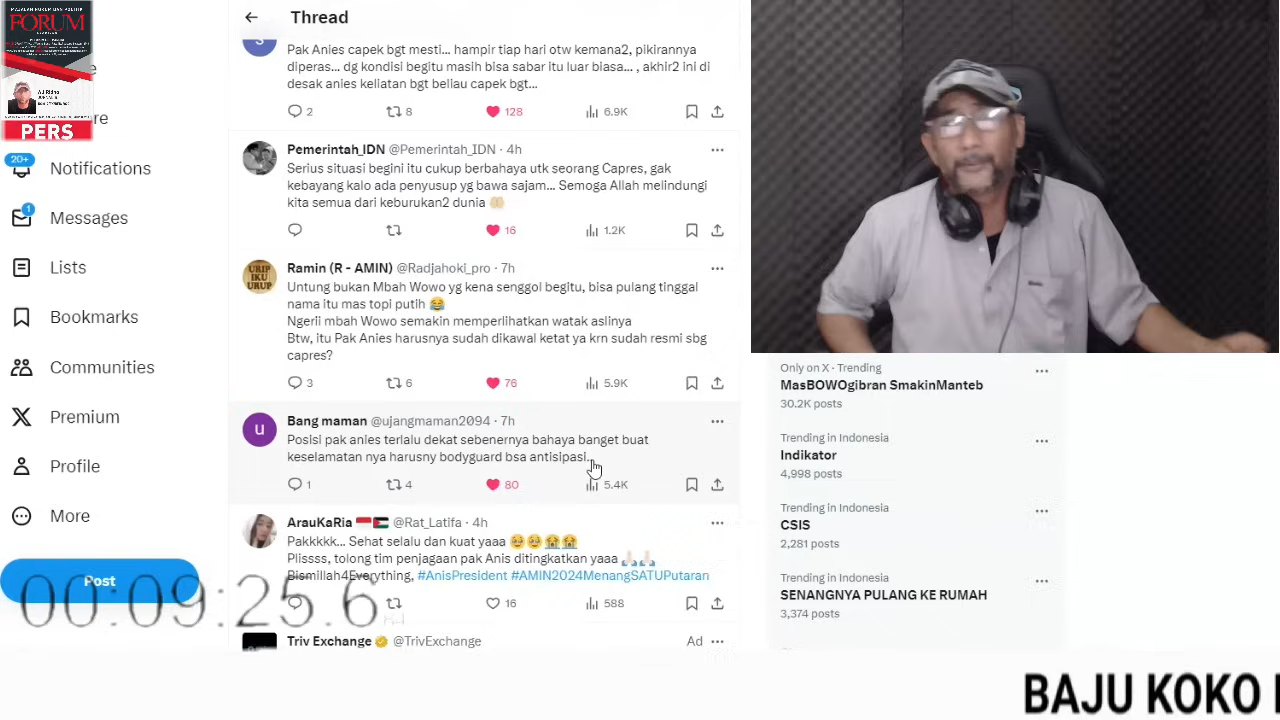 MAJALAH HUKUM DAN POLITIK
FORUM
PERS
Notifications
20+
Messages
1
Lists
Bookmarks
Communities
Premium
Profile
More
Post
00:09:25.6
Thread
Pak Anies capek bgt mesti... hampir tiap hari otw kemana2, pikirannya
diperas... dg kondisi begitu masih bisa sabar itu luar biasa... , akhir2 ini di
desak anies keliatan bgt beliau capek bgt...
2 8 128 6.9K
Pemerintah_IDN @Pemerintah_IDN · 4h
Serius situasi begini itu cukup berbahaya utk seorang Capres, gak
kebayang kalo ada penyusup yg bawa sajam... Semoga Allah melindungi
kita semua dari keburukan2 dunia 🤲🏻
16 1.2K
URIP
IKU
URUP
Ramin (R - AMIN) @Radjahoki_pro · 7h
Untung bukan Mbah Wowo yg kena senggol begitu, bisa pulang tinggal
nama itu mas topi putih 😂
Ngerii mbah Wowo semakin memperlihatkan watak aslinya
Btw, itu Pak Anies harusnya sudah dikawal ketat ya krn sudah resmi sbg
capres?
3 6 76 5.9K
u
Bang maman @ujangmaman2094 · 7h
Posisi pak anies terlalu dekat sebenernya bahaya banget buat
keselamatan nya harusny bodyguard bsa antisipasi..
1 4 80 5.4K
ArauKaRia 🇮🇩🇵🇸 @Rat_Latifa · 4h
Pakkkkk... Sehat selalu dan kuat yaaa 🥹🥹😭😭
Plissss, tolong tim penjagaan pak Anis ditingkatkan yaaa 🙏🏻🙏🏻
Bismillah4Everything, #AnisPresident #AMIN2024MenangSATUPutaran
16 588
Triv Exchange @TrivExchange Ad
Only on X · Trending
MasBOWOgibran SmakinManteb
30.2K posts
Trending in Indonesia
Indikator
4,998 posts
Trending in Indonesia
CSIS
2,281 posts
Trending in Indonesia
SENANGNYA PULANG KE RUMAH
3,374 posts
BAJU KOKO